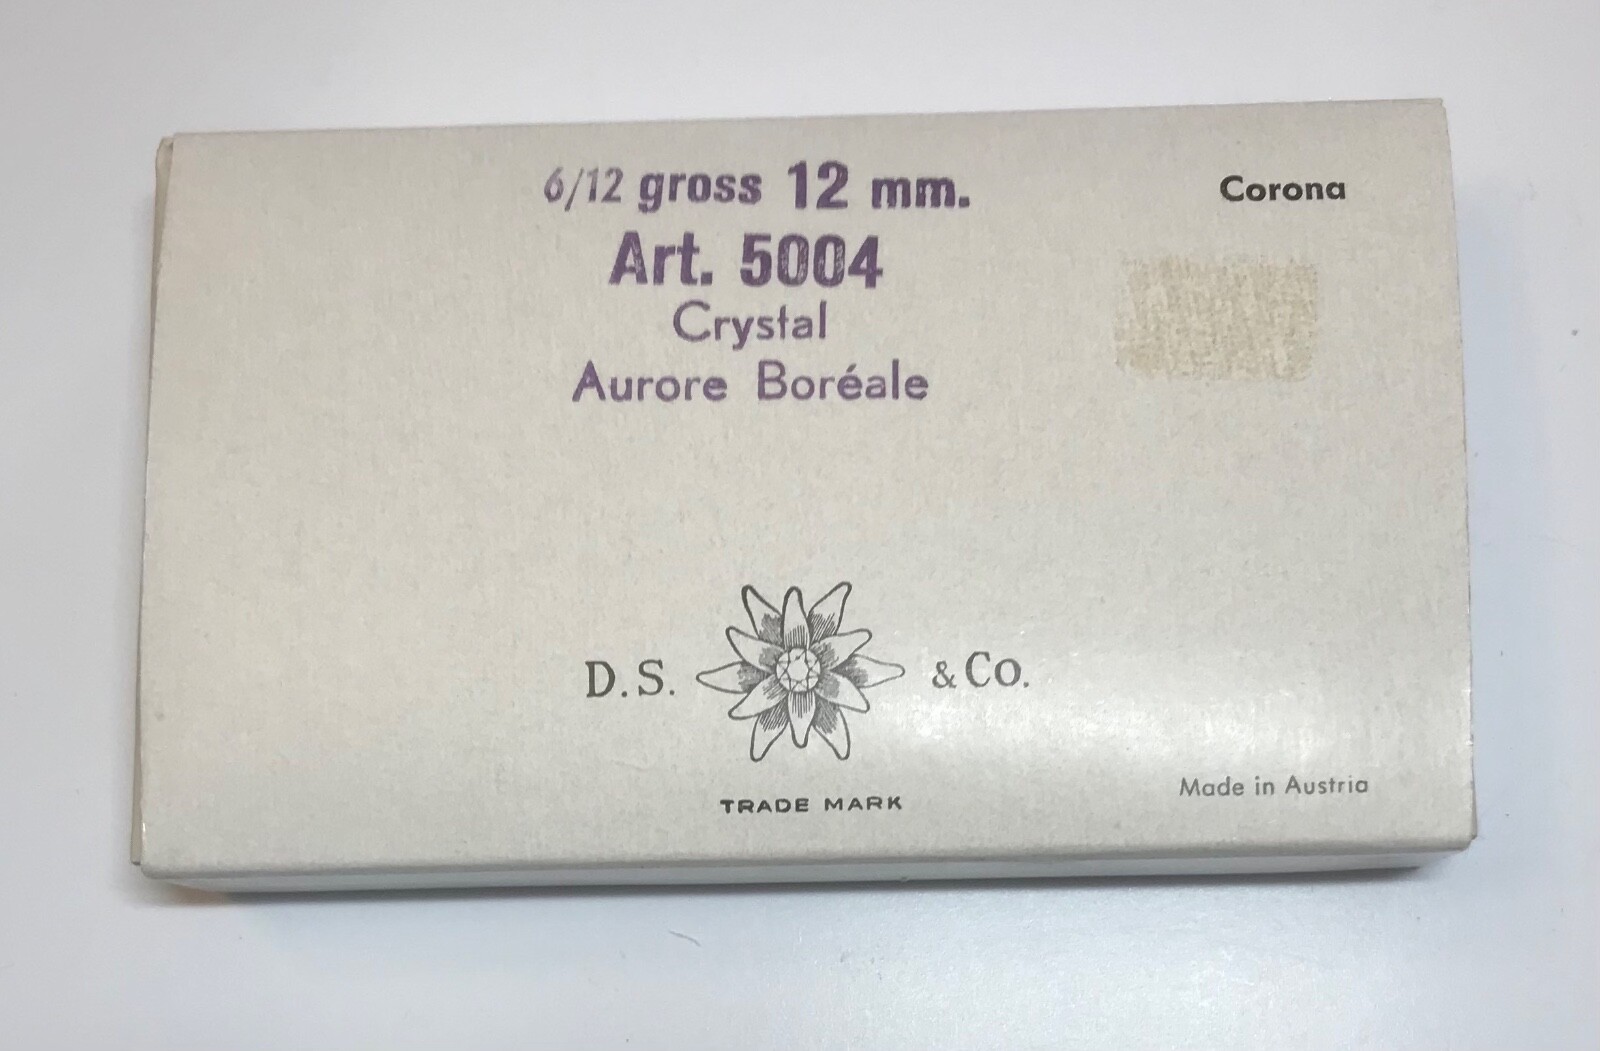 6/12 gross 12 mm.
Corona
Art. 5004
Crystal
Aurore Boréale
D.S. & Co.
TRADE MARK
Made in Austria